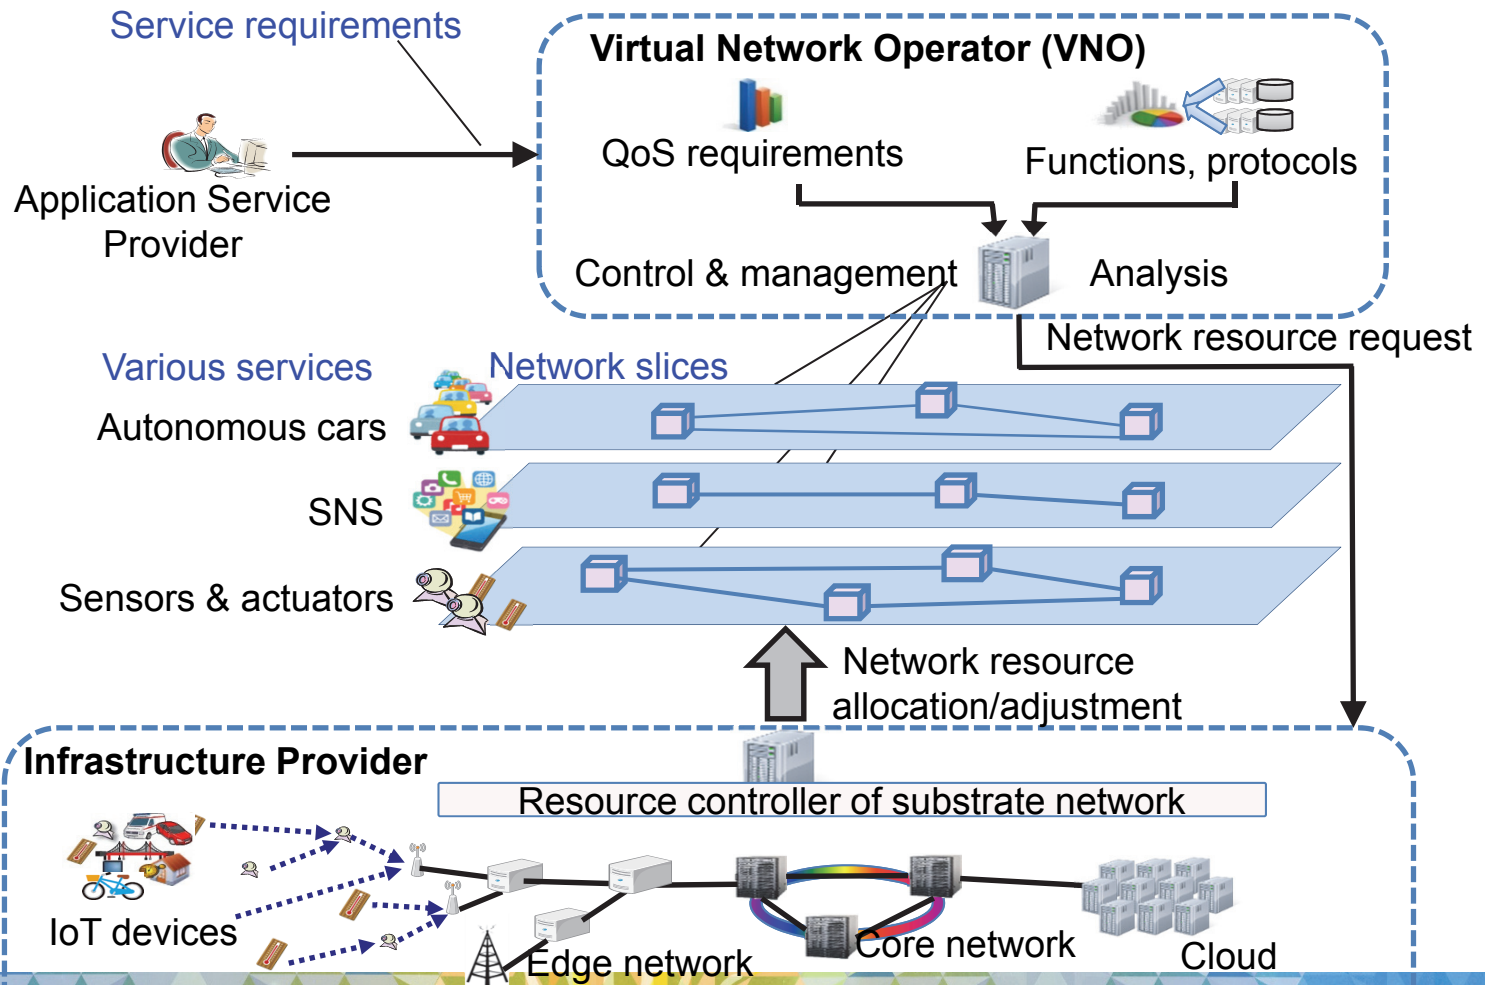 Service requirements
Virtual Network Operator (VNO)
QoS requirements
Functions, protocols
Application Service
Provider
Control & management
Analysis
Network resource request
Various services
Network slices
Autonomous cars
SNS
Sensors & actuators
Network resource
allocation/adjustment
Infrastructure Provider
Resource controller of substrate network
IoT devices
Edge network
Core network
Cloud